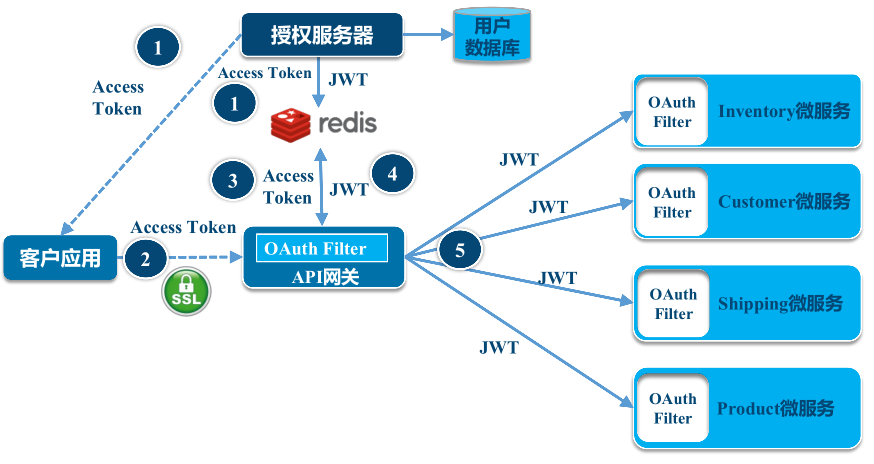 授权服务器
用户
数据库
1
Access
Token
Access Token
JWT
1
redis
3
Access
Token
JWT
4
客户应用
2
Access Token
SSL
OAuth Filter
API网关
5
JWT
JWT
JWT
JWT
OAuth
Filter
Inventory微服务
OAuth
Filter
Customer微服务
OAuth
Filter
Shipping微服务
OAuth
Filter
Product微服务